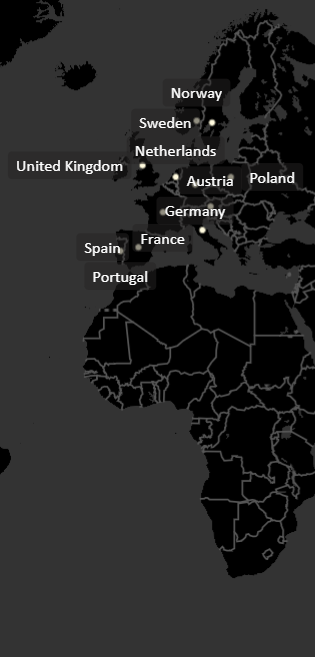 Norway
Sweden
Netherlands
United Kingdom
Austria
Poland
Germany
France
Spain
Portugal